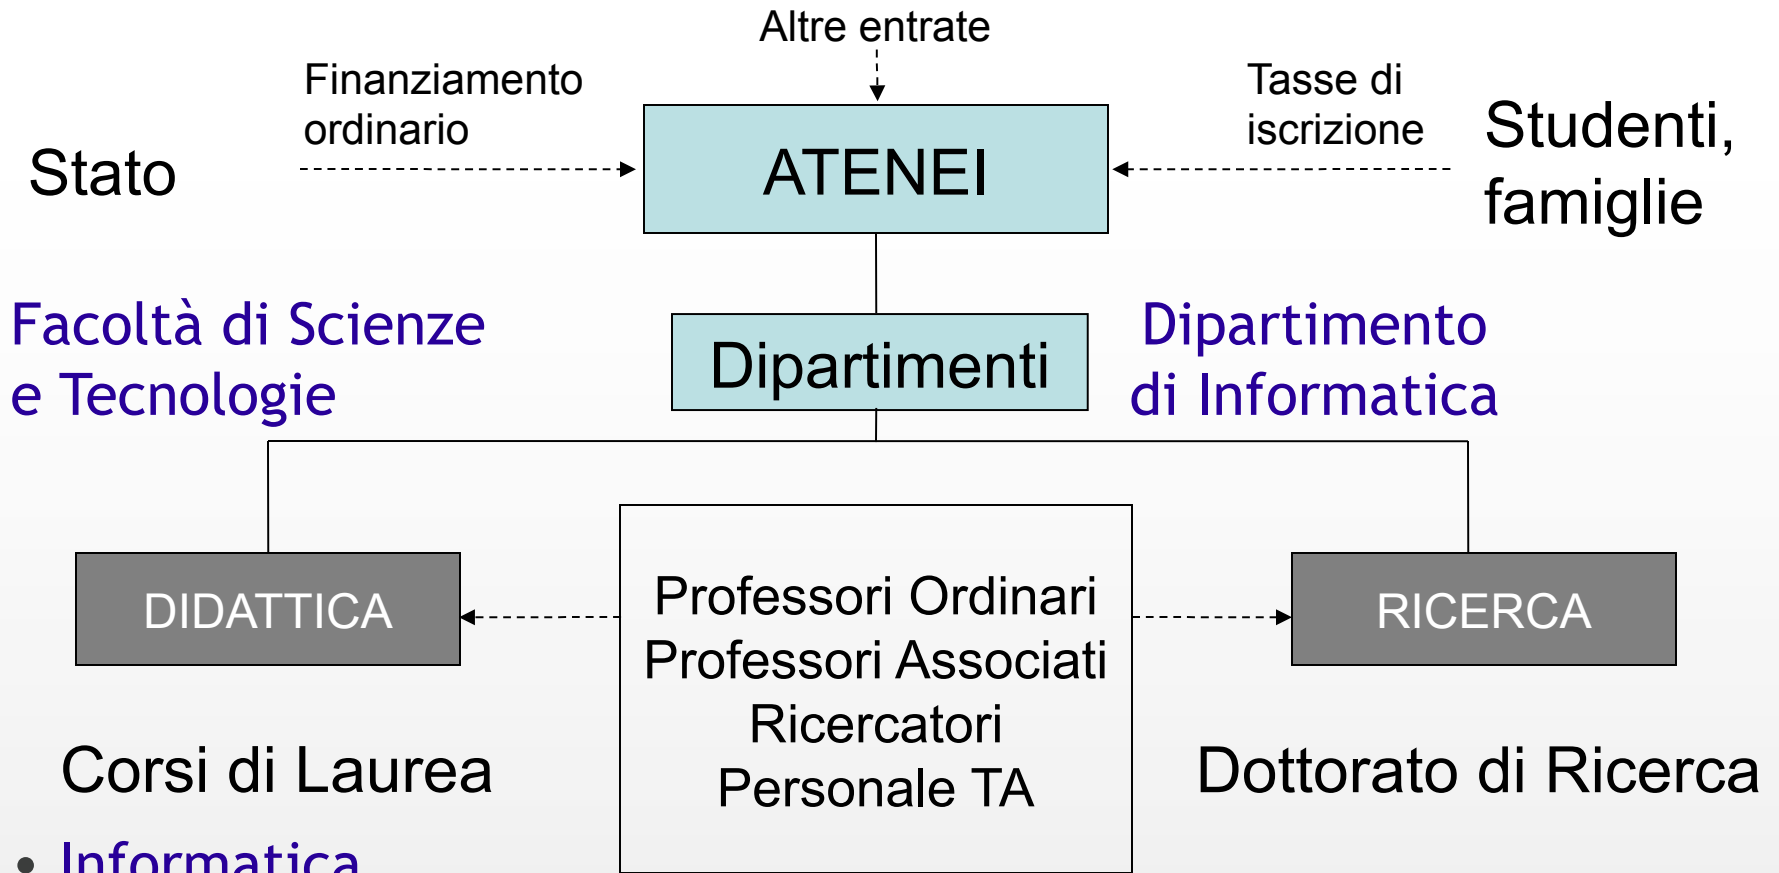 Altre entrate
Finanziamento
ordinario
Tasse di
iscrizione
Stato
ATENEI
Studenti,
famiglie
Facoltà di Scienze
e Tecnologie
Dipartimenti
Dipartimento
di Informatica
DIDATTICA
Professori Ordinari
Professori Associati
Ricercatori
Personale TA
RICERCA
Corsi di Laurea
Dottorato di Ricerca
• Informatica